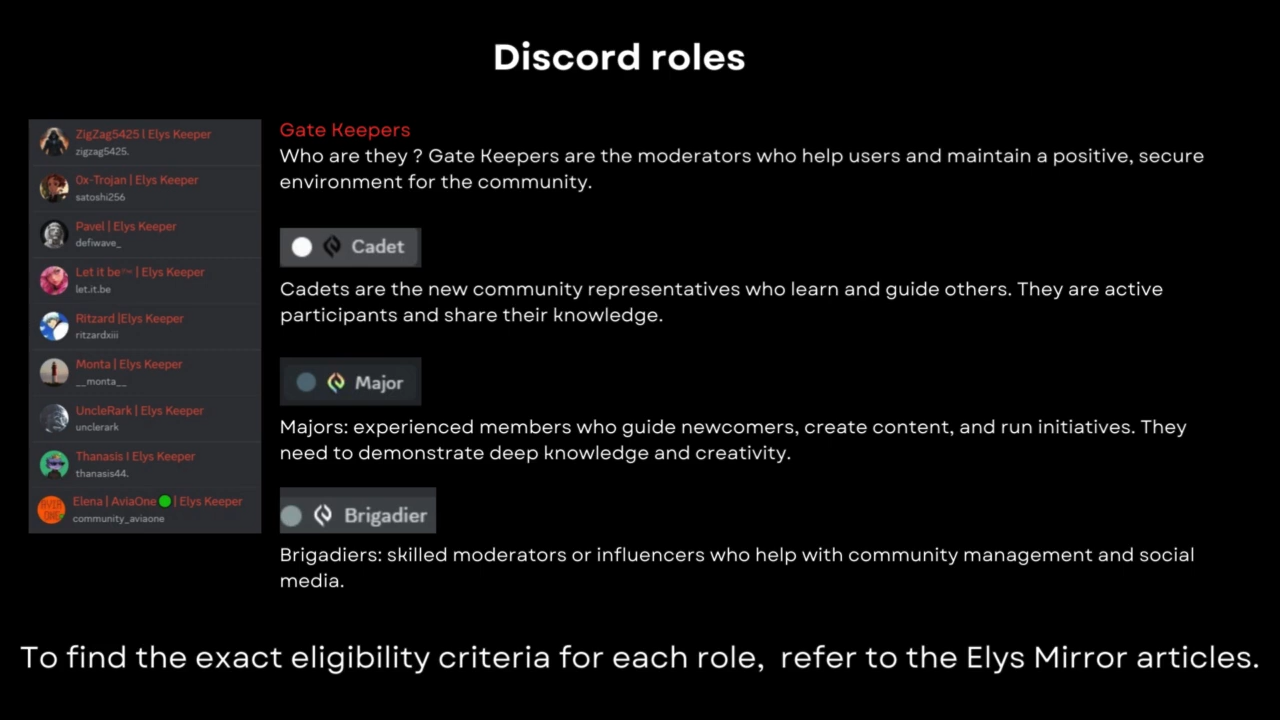 Discord roles
ZigZag5425 l Elys Keeper
zigzag5425.
0x-Trojan | Elys Keeper
satoshi256
Pavel | Elys Keeper
defiwave_
Let it be™ | Elys Keeper
let.it.be
Ritzard |Elys Keeper
ritzardxiii
Monta | Elys Keeper
__monta__
UncleRark | Elys Keeper
unclerark
Thanasis I Elys Keeper
thanasis44.
AVIA
ONE
Elena | AviaOne 🟢 | Elys Keeper
community_aviaone
Gate Keepers
Who are they ? Gate Keepers are the moderators who help users and maintain a positive, secure
environment for the community.
Cadet
Cadets are the new community representatives who learn and guide others. They are active
participants and share their knowledge.
Major
Majors: experienced members who guide newcomers, create content, and run initiatives. They
need to demonstrate deep knowledge and creativity.
Brigadier
Brigadiers: skilled moderators or influencers who help with community management and social
media.
To find the exact eligibility criteria for each role,  refer to the Elys Mirror articles.